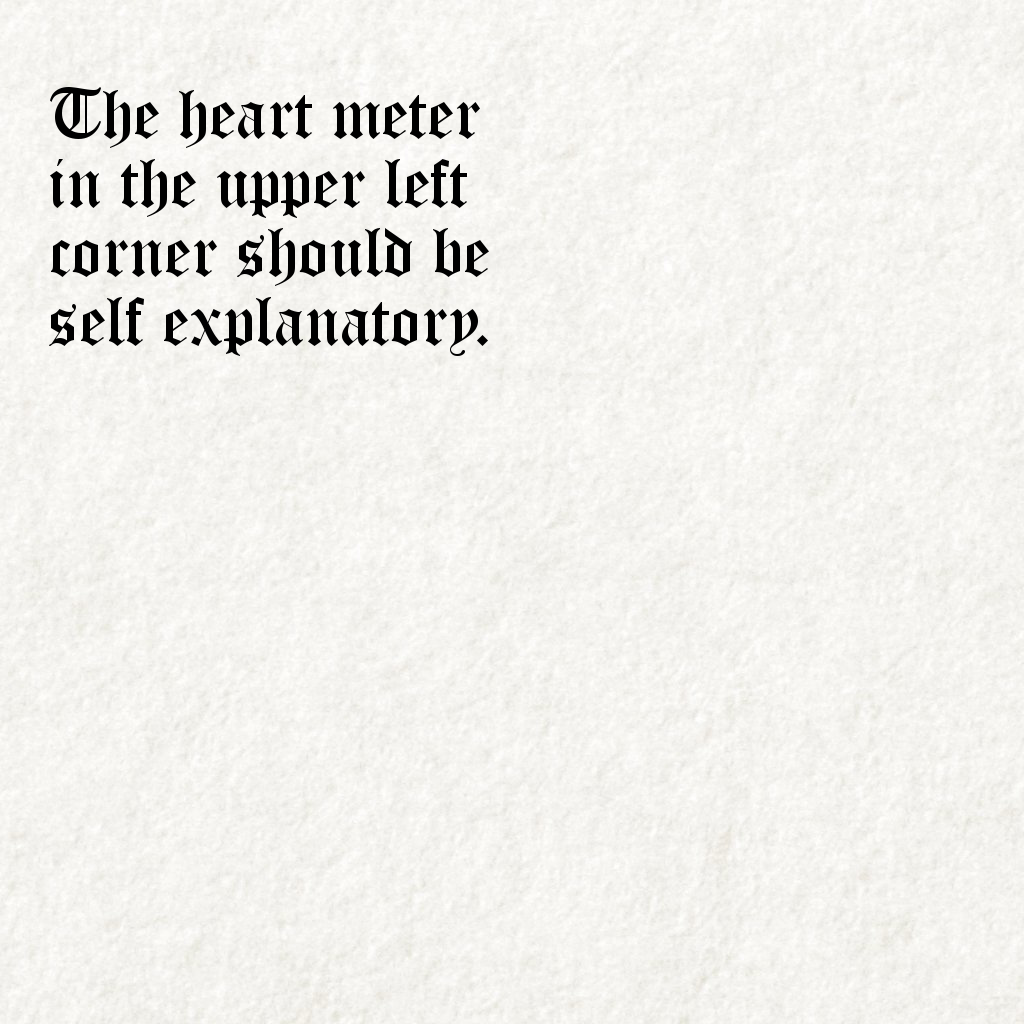 The heart meter
in the upper left
corner should be
self explanatory.